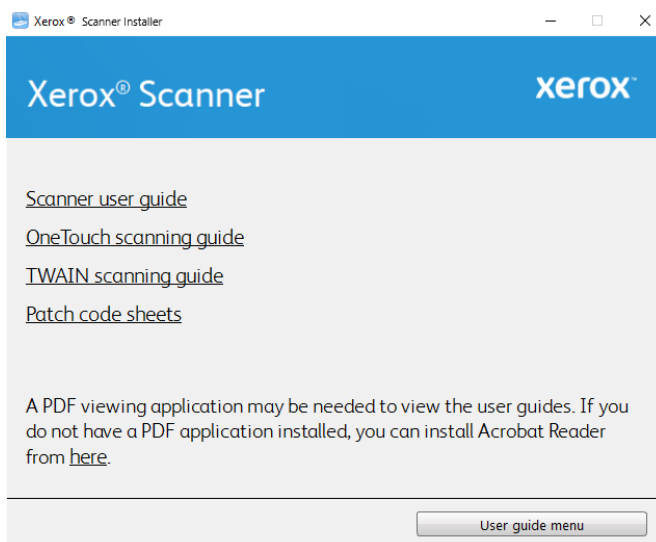 Xerox® Scanner Installer
Xerox® Scanner
xerox™
Scanner user guide
OneTouch scanning guide
TWAIN scanning guide
Patch code sheets
A PDF viewing application may be needed to view the user guides. If you
do not have a PDF application installed, you can install Acrobat Reader
from here.
User guide menu